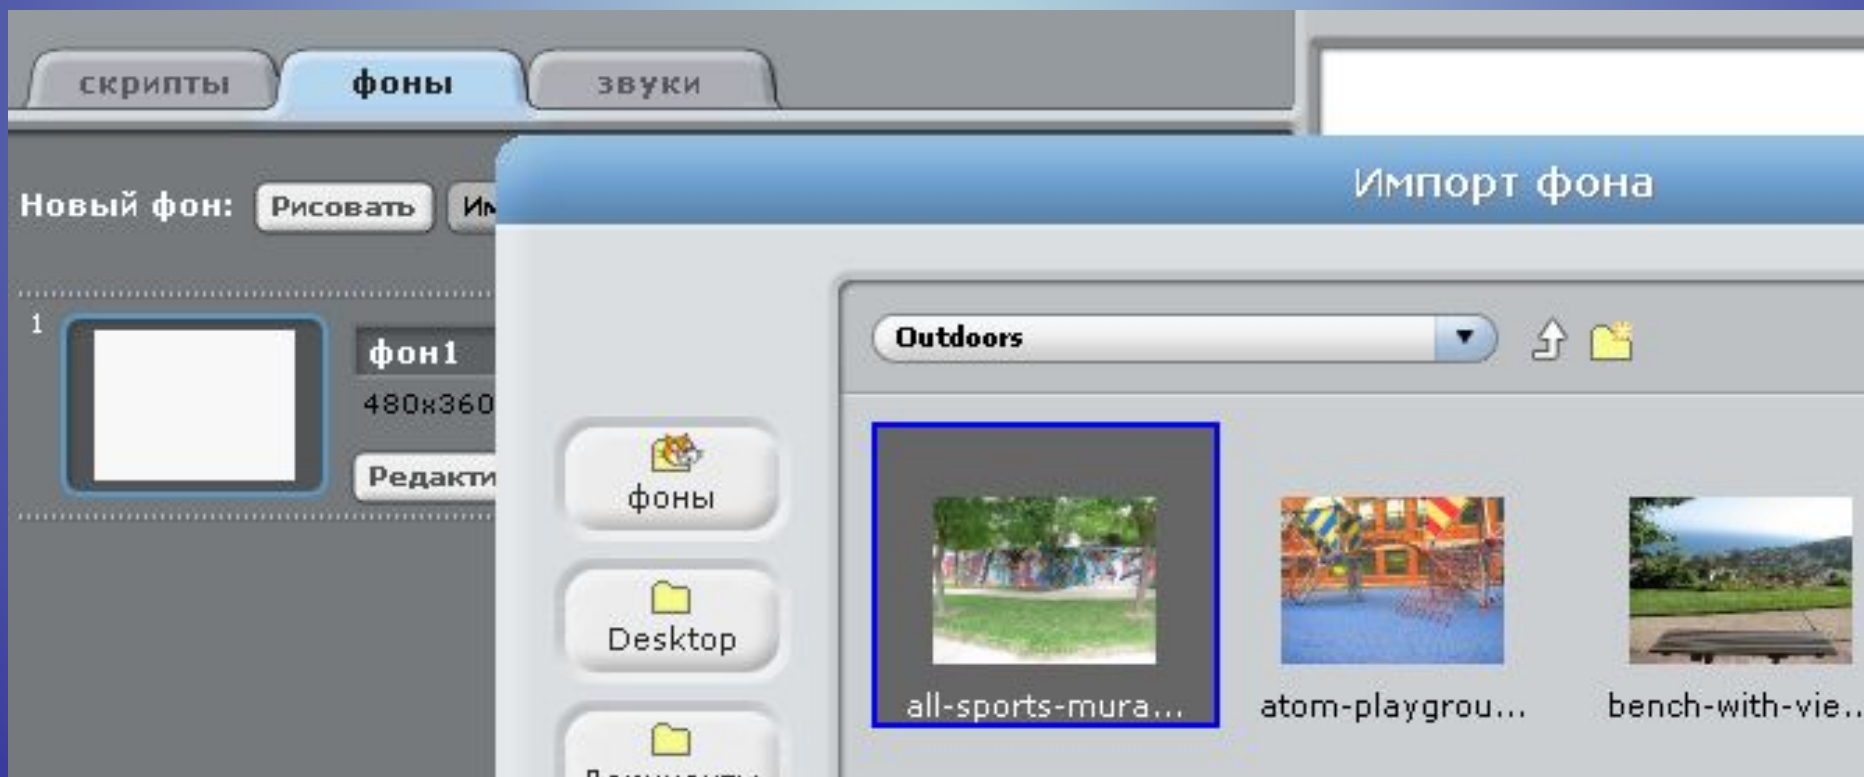 скрипты фоны звуки
Импорт фона
Новый фон: Рисовать
Outdoors
1
фон1
480x360
фоны
Desktop
all-sports-mura... atom-playgrou... bench-with-vie...